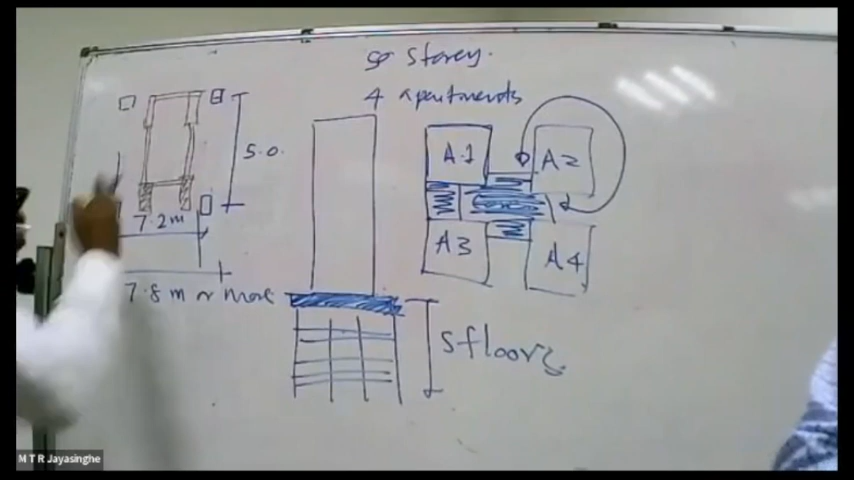 50 Storey.
4 apartments
5.0.
7.2m
7.8 m or more
A1
A2
A3
A4
5 floors
M T R Jayasinghe